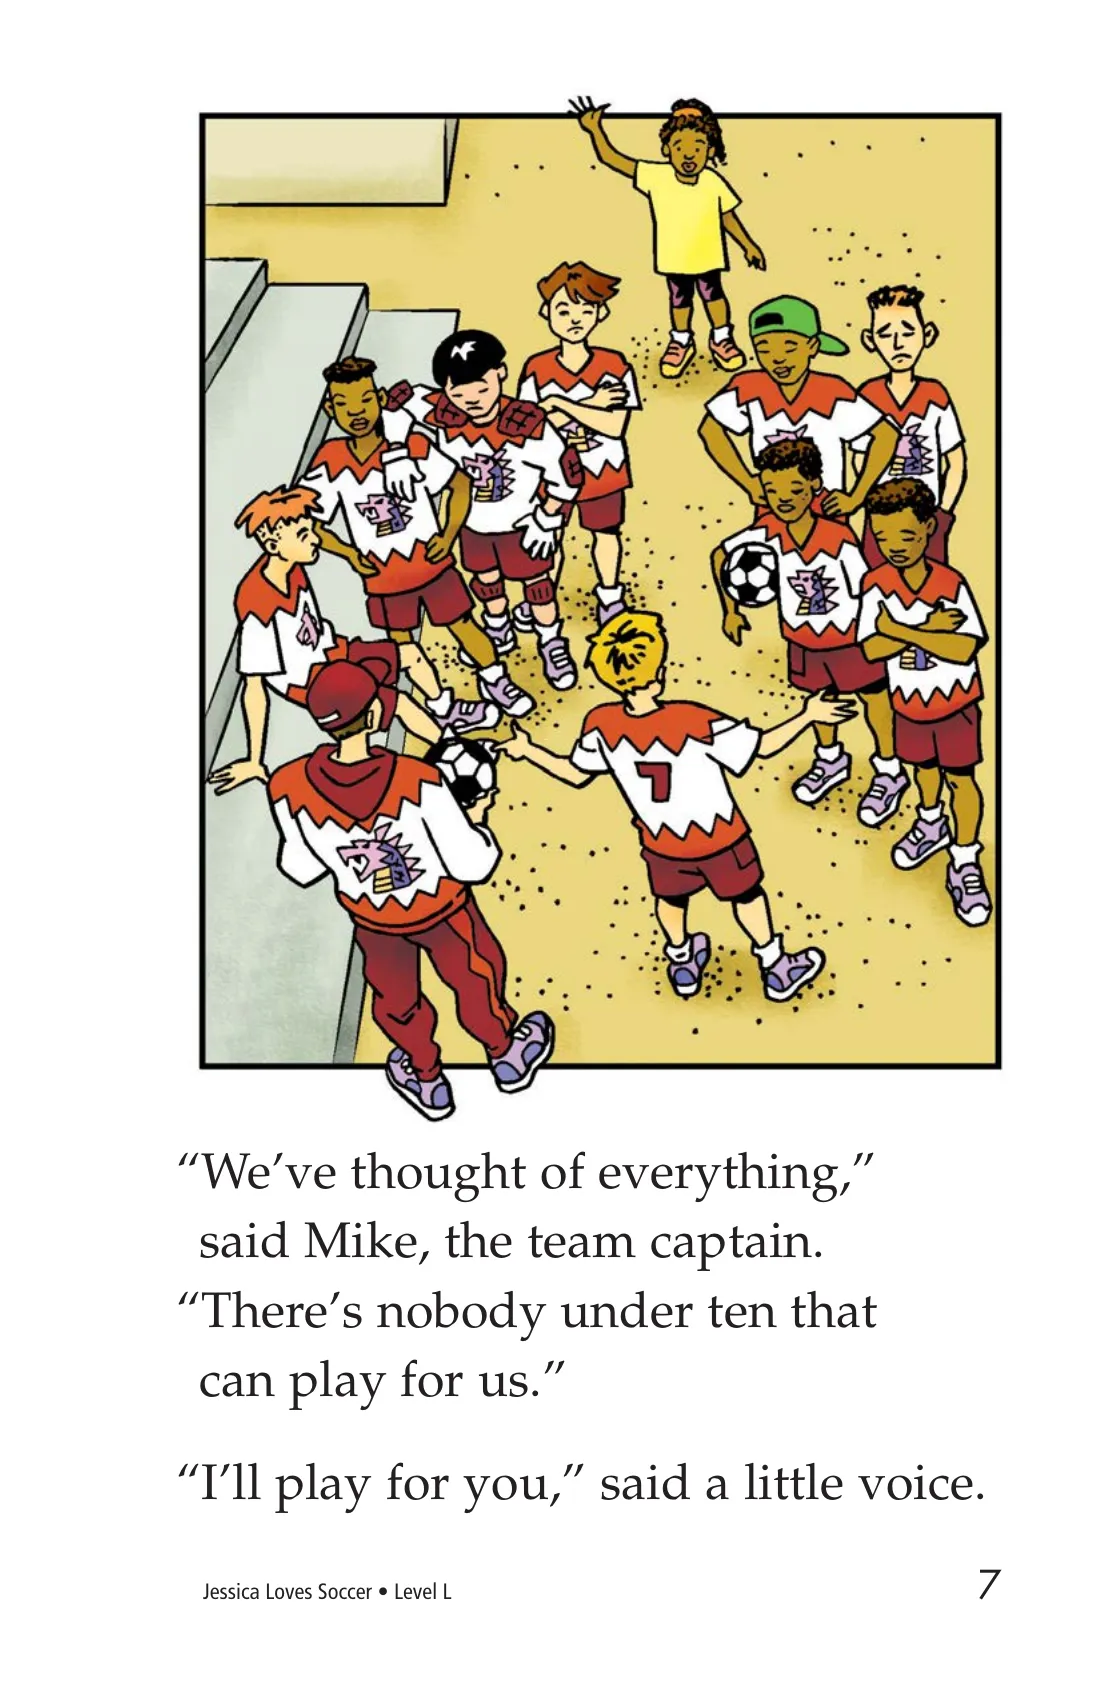 7
“We’ve thought of everything,”
said Mike, the team captain.
“There’s nobody under ten that
can play for us.”
“I’ll play for you,” said a little voice.
Jessica Loves Soccer • Level L 7